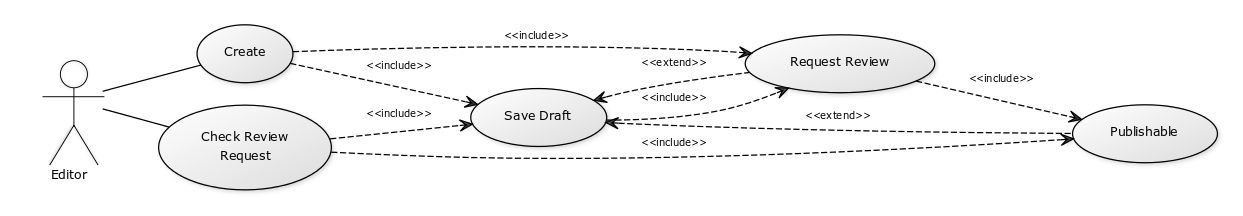 Create
<<include>>
<<include>>
<<extend>>
Request Review
<<include>>
<<include>>
<<include>>
Save Draft
<<extend>>
Check Review
Request
<<include>>
Publishable
Editor